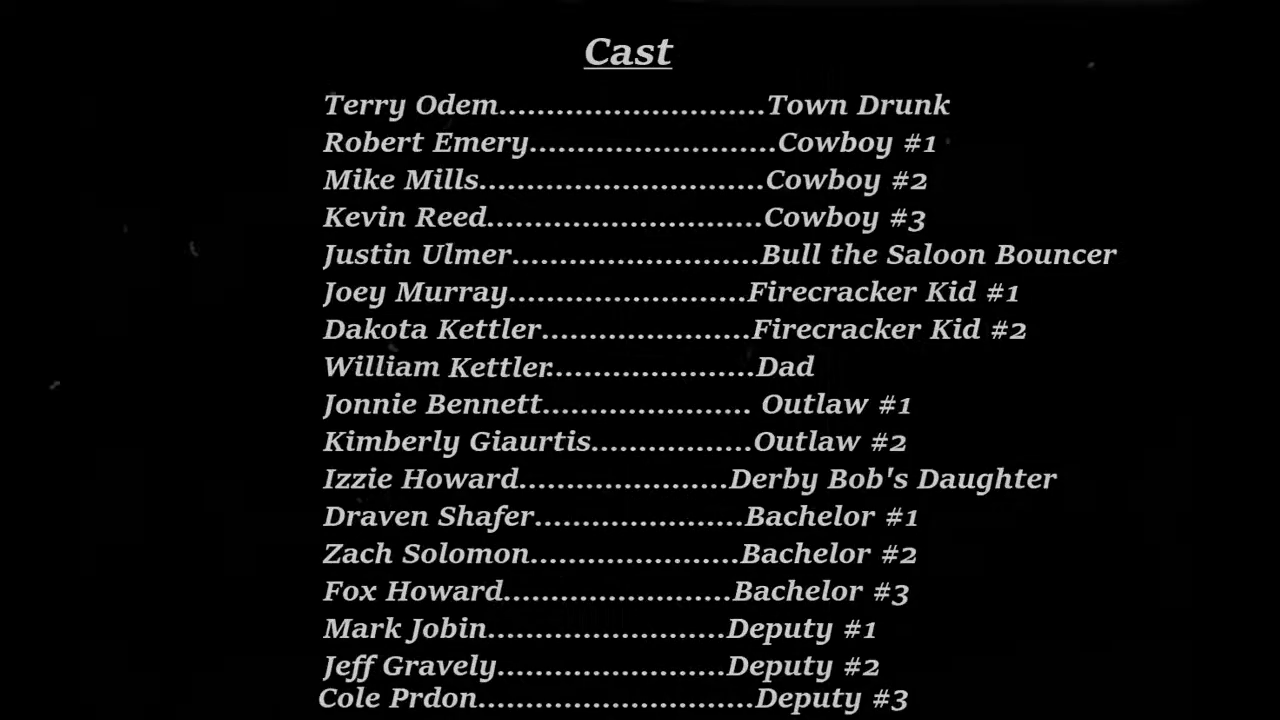 Cast
Terry Odem............................Town Drunk
Robert Emery..........................Cowboy #1
Mike Mills..............................Cowboy #2
Kevin Reed.............................Cowboy #3
Justin Ulmer..........................Bull the Saloon Bouncer
Joey Murray.........................Firecracker Kid #1
Dakota Kettler......................Firecracker Kid #2
William Kettler......................Dad
Jonnie Bennett...................... Outlaw #1
Kimberly Giaurtis.................Outlaw #2
Izzie Howard......................Derby Bob's Daughter
Draven Shafer......................Bachelor #1
Zach Solomon......................Bachelor #2
Fox Howard........................Bachelor #3
Mark Jobin.........................Deputy #1
Jeff Gravely........................Deputy #2
Cole Prdon.............................Deputy #3